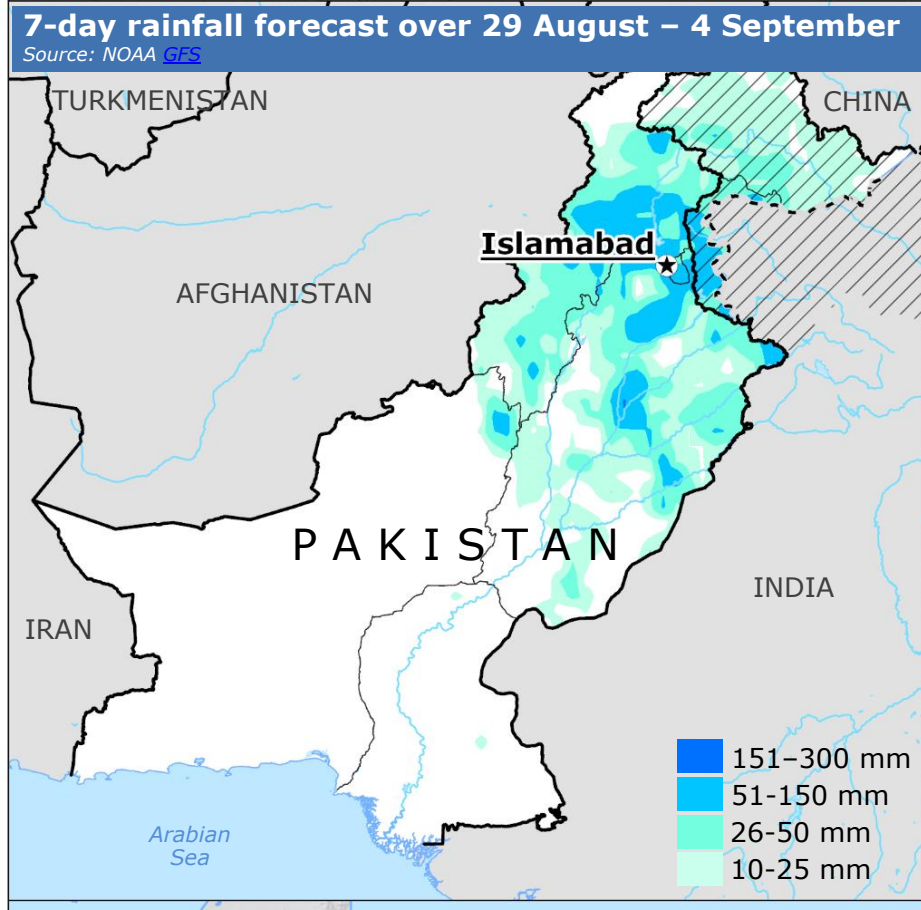 7-day rainfall forecast over 29 August – 4 September
Source: NOAA GFS
TURKMENISTAN
CHINA
Islamabad
AFGHANISTAN
PAKISTAN
INDIA
IRAN
Arabian
Sea
151–300 mm
51-150 mm
26-50 mm
10-25 mm